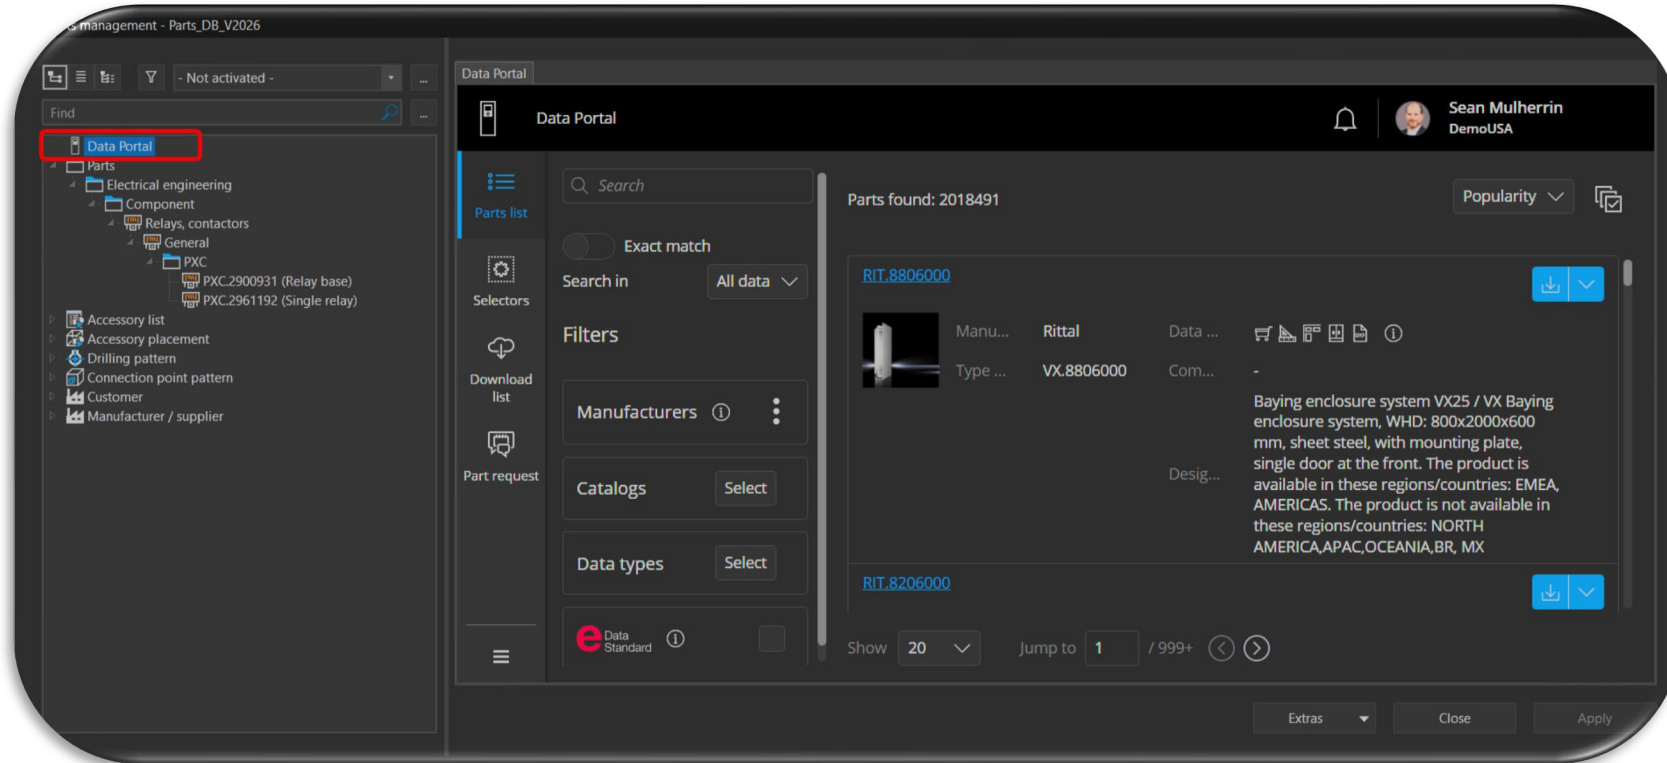 management - Parts_DB_V2026
- Not activated -
...
Find
...
Data Portal
Parts
Electrical engineering
Component
Relays, contactors
General
PXC
PXC.2900931 (Relay base)
PXC.2961192 (Single relay)
Accessory list
Accessory placement
Drilling pattern
Connection point pattern
Customer
Manufacturer / supplier
Data Portal
Data Portal
Sean Mulherrin
DemoUSA
Parts list
Selectors
Download
list
Part request
Search
Exact match
Search in
All data
Filters
Manufacturers
Catalogs
Select
Data types
Select
e Data
Standard
Parts found: 2018491
Popularity
RIT.8806000
Manu... Rittal Data ...
Type ... VX.8806000 Com... -
Desig...
Baying enclosure system VX25 / VX Baying
enclosure system, WHD: 800x2000x600
mm, sheet steel, with mounting plate,
single door at the front. The product is
available in these regions/countries: EMEA,
AMERICAS. The product is not available in
these regions/countries: NORTH
AMERICA,APAC,OCEANIA,BR, MX
RIT.8206000
Show 20 Jump to 1 / 999+
Extras
Close
Apply